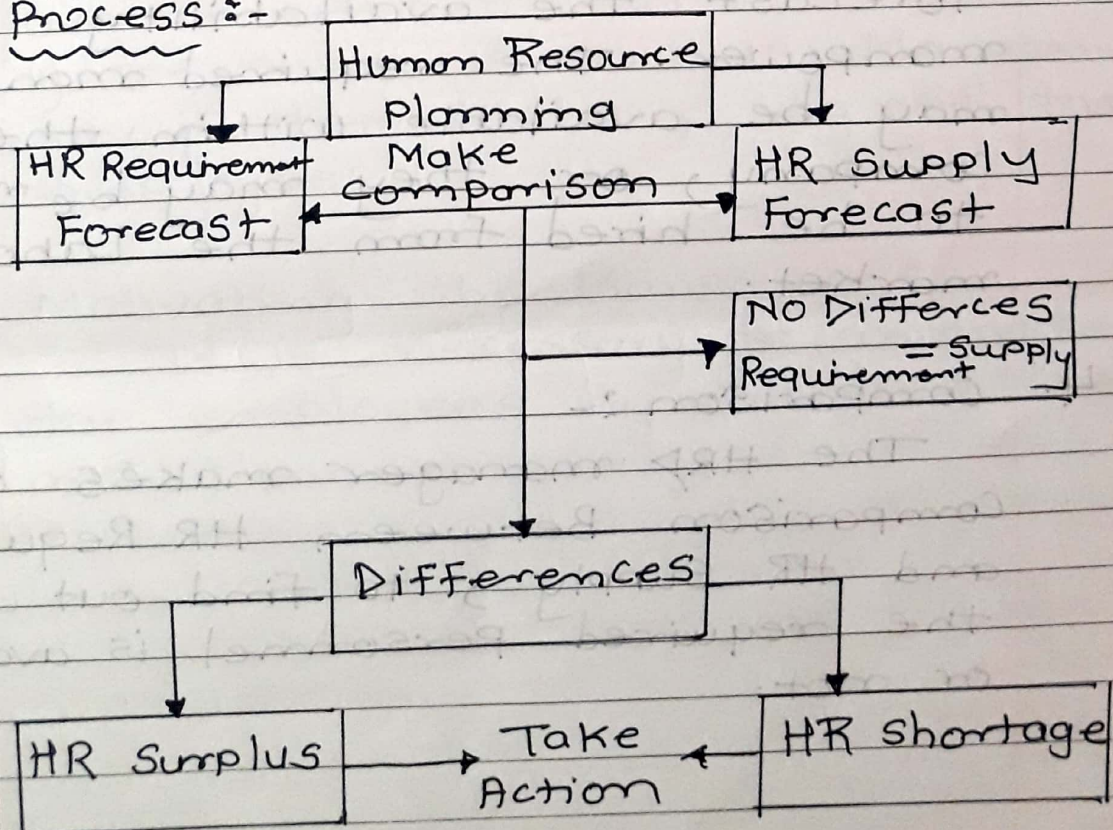 Process :-
Human Resource
Planning
HR Requirement
Forecast
Make
Comparison
HR Supply
Forecast
No Differces
= Supply
Requirement
Differences
HR Surplus
Take
Action
HR Shortage